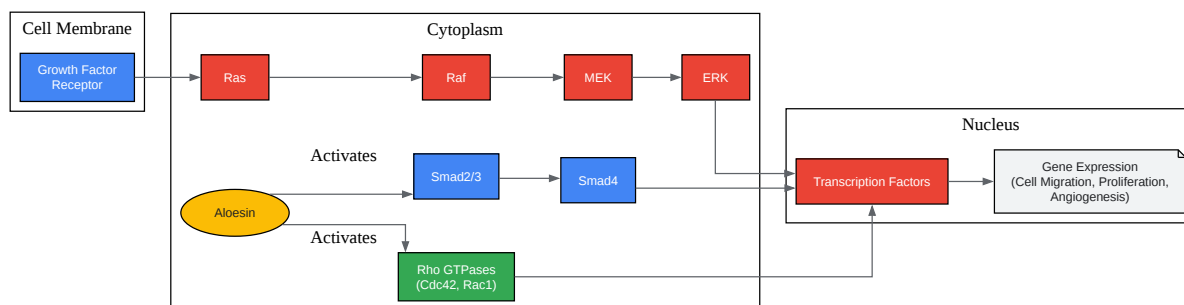 Cell Membrane
Growth Factor
Receptor
Cytoplasm
Ras
Raf
MEK
ERK
Activates
Smad2/3
Smad4
Aloesin
Activates
Rho GTPases
(Cdc42, Rac1)
Nucleus
Transcription Factors
Gene Expression
(Cell Migration, Proliferation,
Angiogenesis)